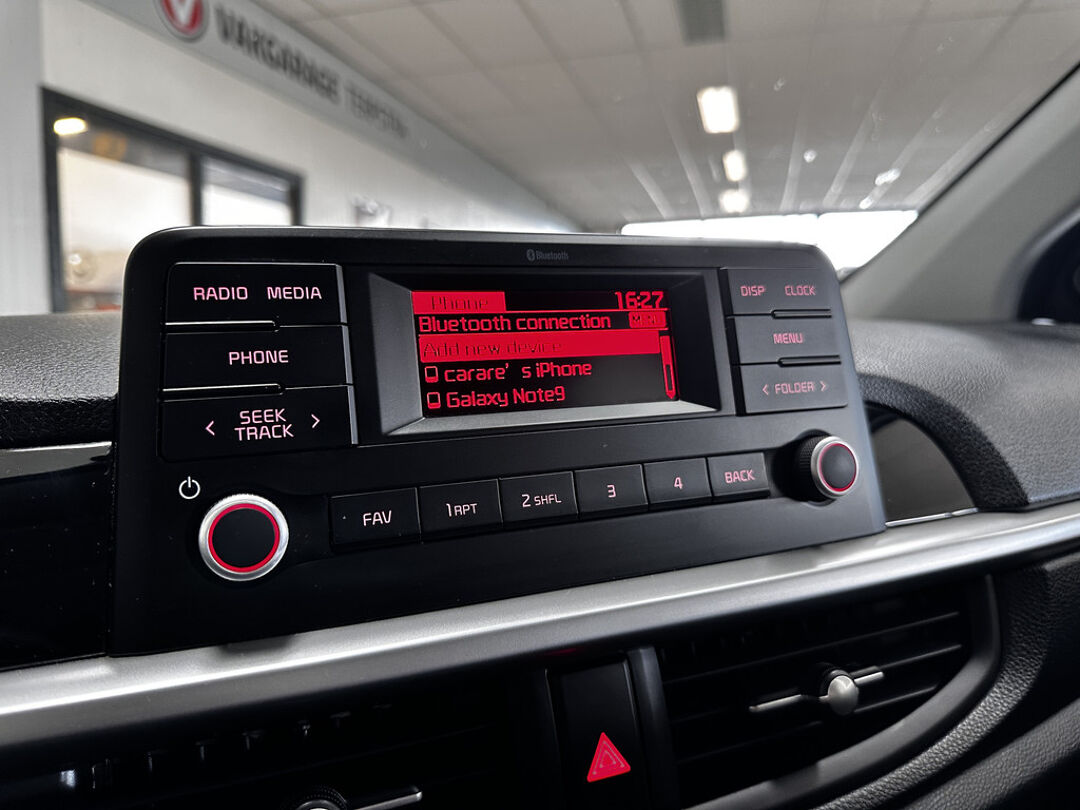 VAKGARAGE
Bluetooth
RADIO MEDIA
PHONE
< SEEK TRACK >
Phone 16:27
Bluetooth connection MENU
Add new device
carare's iPhone
Galaxy Note9
DISP CLOCK
MENU
< FOLDER >
FAV 1 RPT 2 SHFL 3 4 BACK